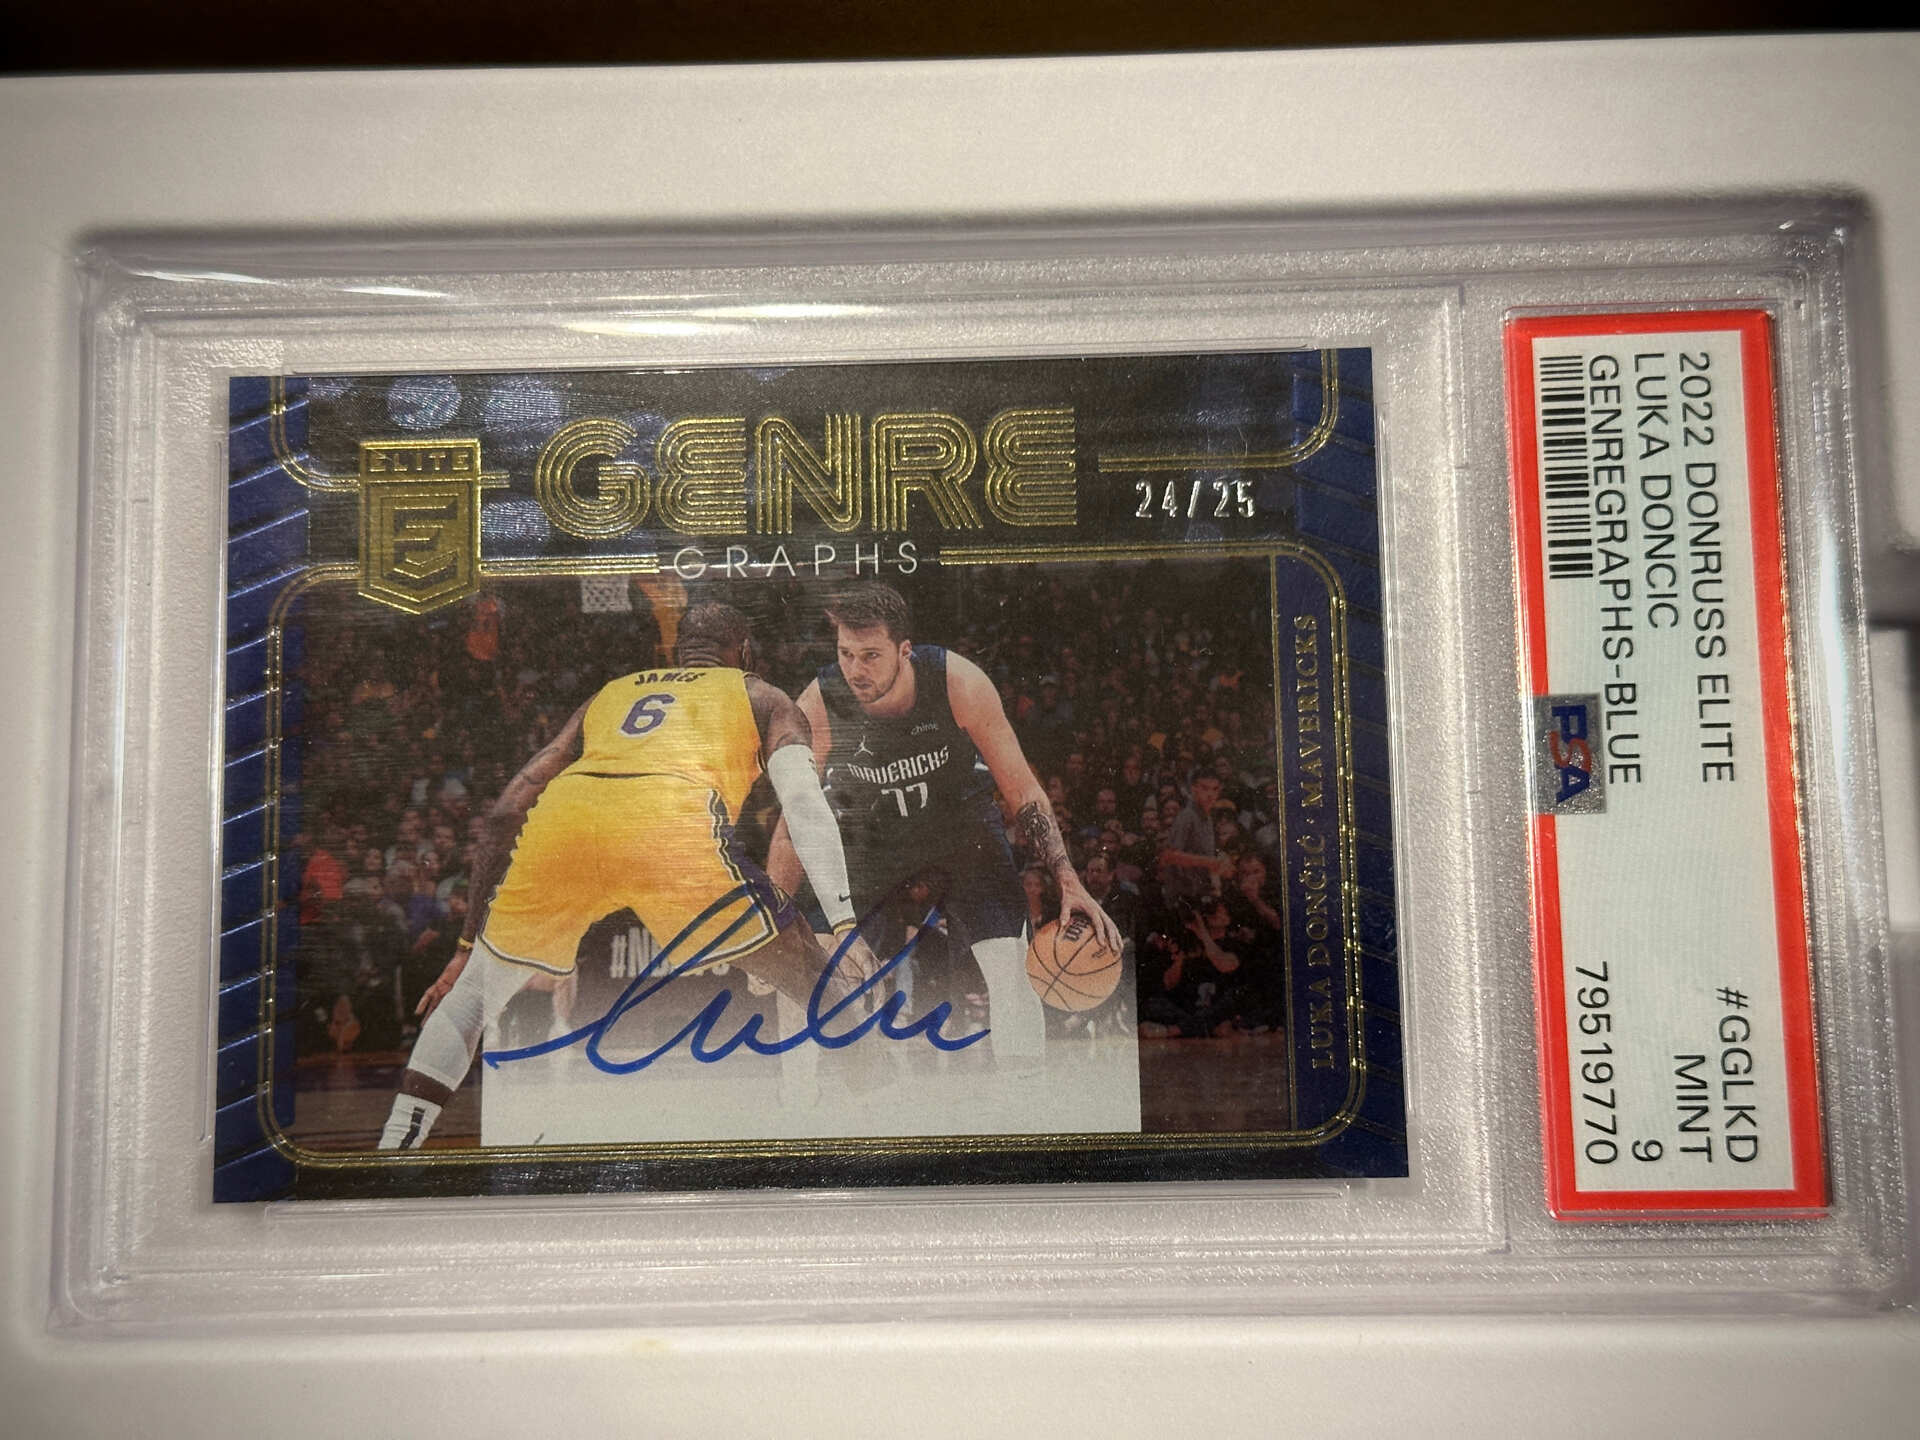 ELITE
E
GENRE
GRAPHS
24/25
JAMES
6
chime
MAVERICKS
77
LUKA DONČIĆ · MAVERICKS
2022 DONRUSS ELITE #GGLKD
LUKA DONCIC MINT
GENREGRAPHS-BLUE 9
PSA
79519770